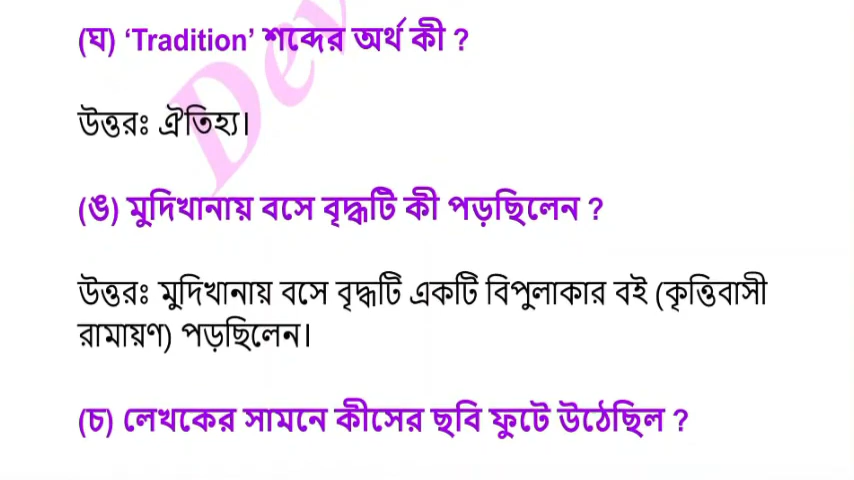 (ঘ) ‘Tradition’ শব্দের অর্থ কী ?
উত্তরঃ ঐতিহ্য।
(ঙ) মুদিখানায় বসে বৃদ্ধটি কী পড়ছিলেন ?
উত্তরঃ মুদিখানায় বসে বৃদ্ধটি একটি বিপুলাকার বই (কৃত্তিবাসী
রামায়ণ) পড়ছিলেন।
(চ) লেখকের সামনে কীসের ছবি ফুটে উঠেছিল ?
Dev